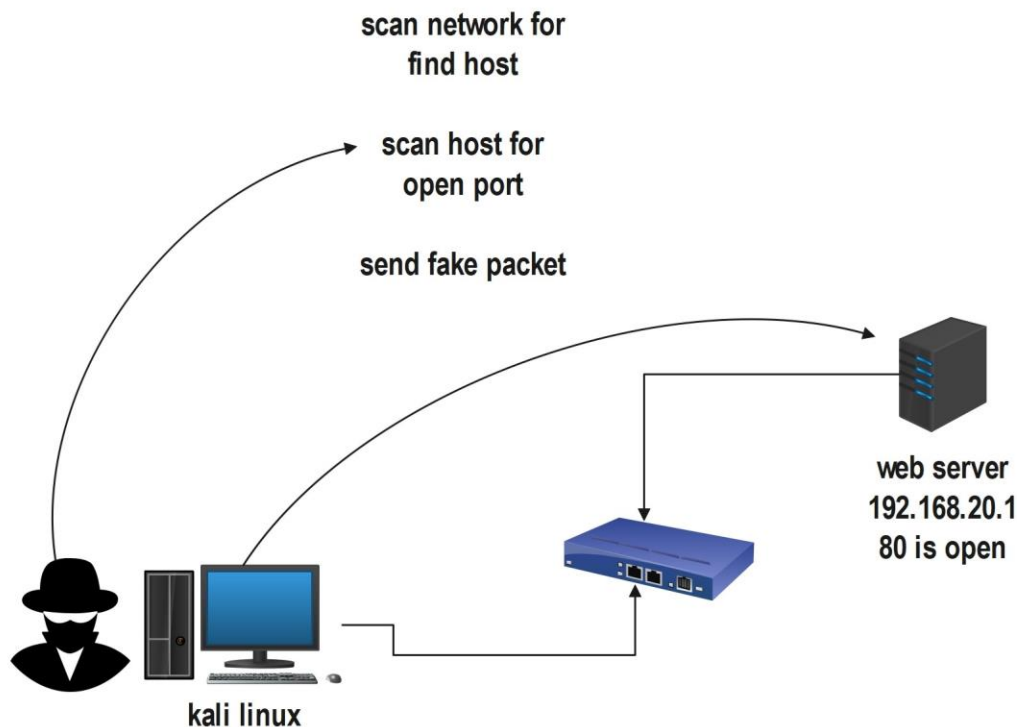 scan network for
find host
scan host for
open port
send fake packet
web server
192.168.20.1
80 is open
kali linux